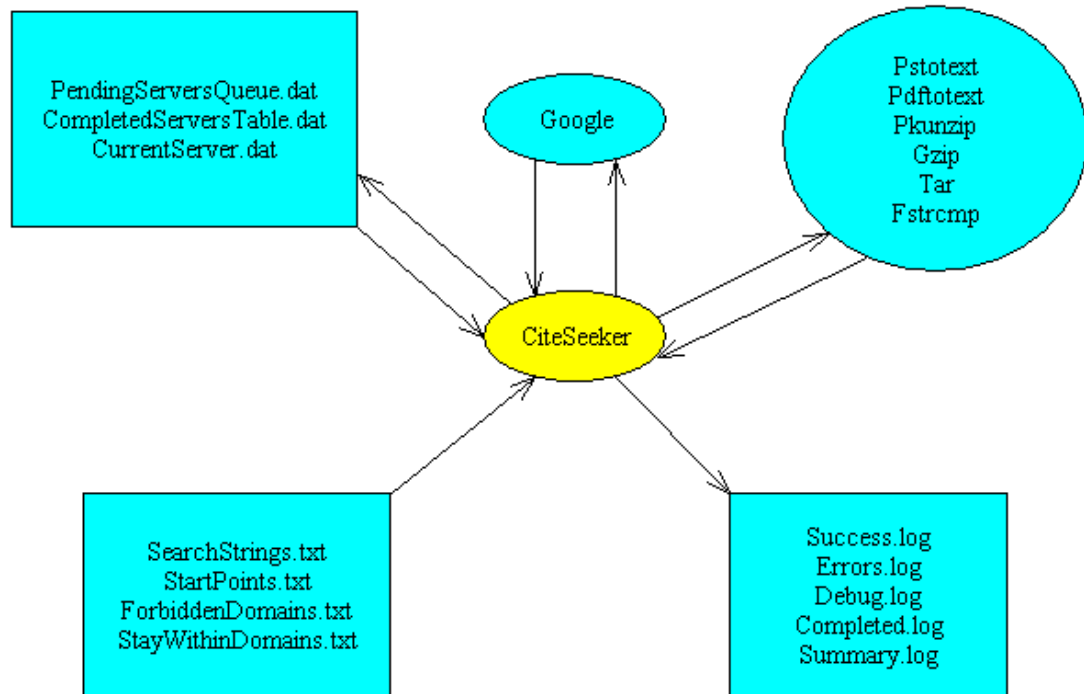 PendingServersQueue.dat
CompletedServersTable.dat
CurrentServer.dat
Google
Pstotext
Pdftotext
Pkunzip
Gzip
Tar
Fstrcmp
CiteSeeker
SearchStrings.txt
StartPoints.txt
ForbiddenDomains.txt
StayWithinDomains.txt
Success.log
Errors.log
Debug.log
Completed.log
Summary.log